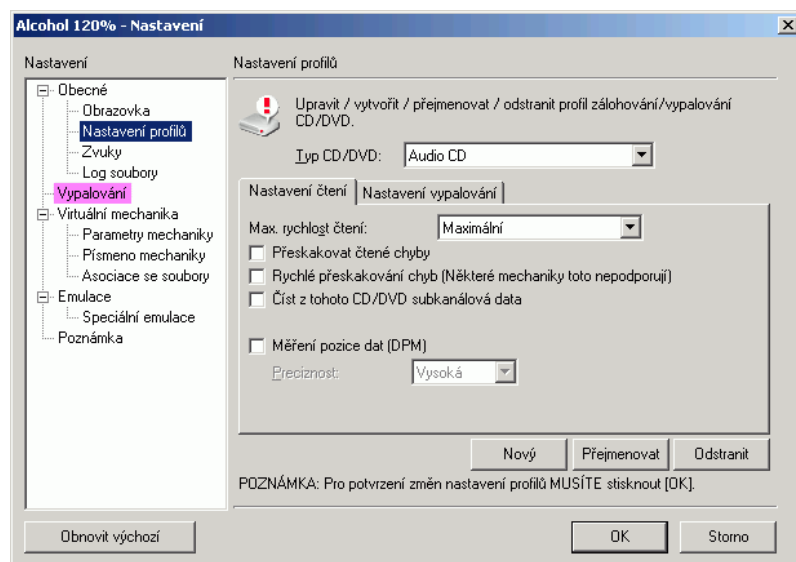 Alcohol 120% - Nastavení
Nastavení
Obecné
Obrazovka
Nastavení profilů
Zvuky
Log soubory
Vypalování
Virtuální mechanika
Parametry mechaniky
Písmeno mechaniky
Asociace se soubory
Emulace
Speciální emulace
Poznámka
Nastavení profilů
Upravit / vytvořit / přejmenovat / odstranit profil zálohování/vypalování
CD/DVD.
Typ CD/DVD: Audio CD
Nastavení čtení Nastavení vypalování
Max. rychlost čtení: Maximální
Přeskakovat čtené chyby
Rychlé přeskakování chyb (Některé mechaniky toto nepodporují)
Číst z tohoto CD/DVD subkanálová data
Měření pozice dat (DPM)
Preciznost: Vysoká
Nový Přejmenovat Odstranit
POZNÁMKA: Pro potvrzení změn nastavení profilů MUSÍTE stisknout [OK].
Obnovit výchozí OK Storno